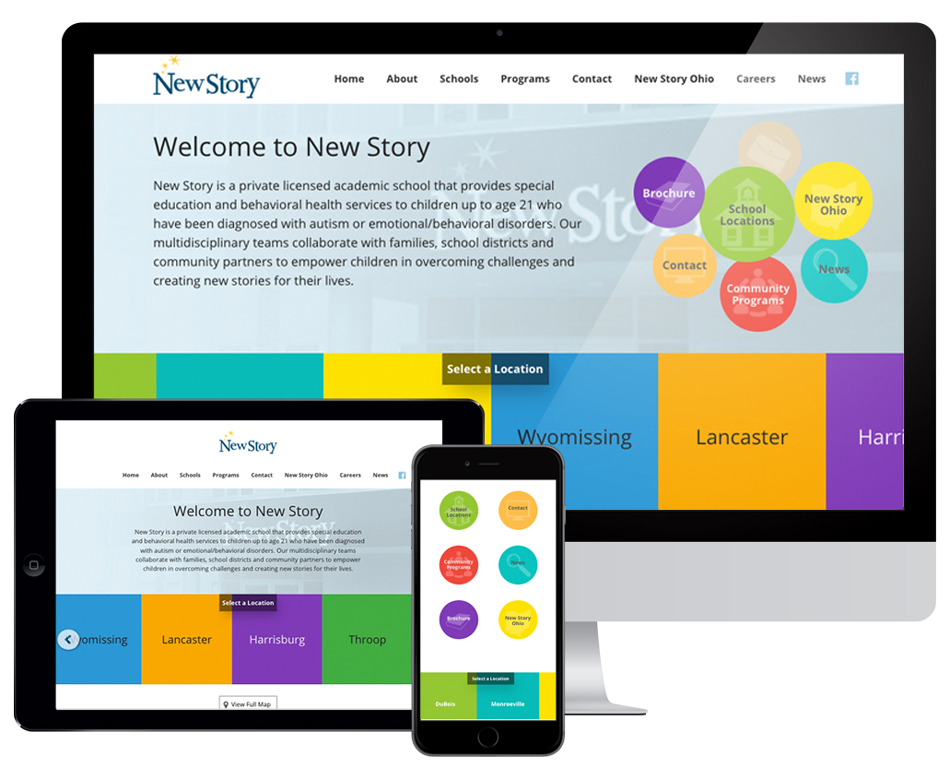 New Story
Home About Schools Programs Contact New Story Ohio Careers News f
Welcome to New Story
New Story is a private licensed academic school that provides special
education and behavioral health services to children up to age 21 who
have been diagnosed with autism or emotional/behavioral disorders. Our
multidisciplinary teams collaborate with families, school districts and
community partners to empower children in overcoming challenges and
creating new stories for their lives.
New Sto
Brochure
School
Locations
New Story
Ohio
Contact
News
Community
Programs
Select a Location
Wyomissing Lancaster Harri
New Story
Home About Schools Programs Contact New Story Ohio Careers News f
Welcome to New Story
New Story is a private licensed academic school that provides special education
and behavioral health services to children up to age 21 who have been diagnosed
with autism or emotional/behavioral disorders. Our multidisciplinary teams
collaborate with families, school districts and community partners to empower
children in overcoming challenges and creating new stories for their lives.
New Story
Select a Location
yomissing Lancaster Harrisburg Throop
View Full Map
School
Locations
Contact
Community
Programs
News
Brochure
New Story
Ohio
Select a Location
DuBois Monroeville